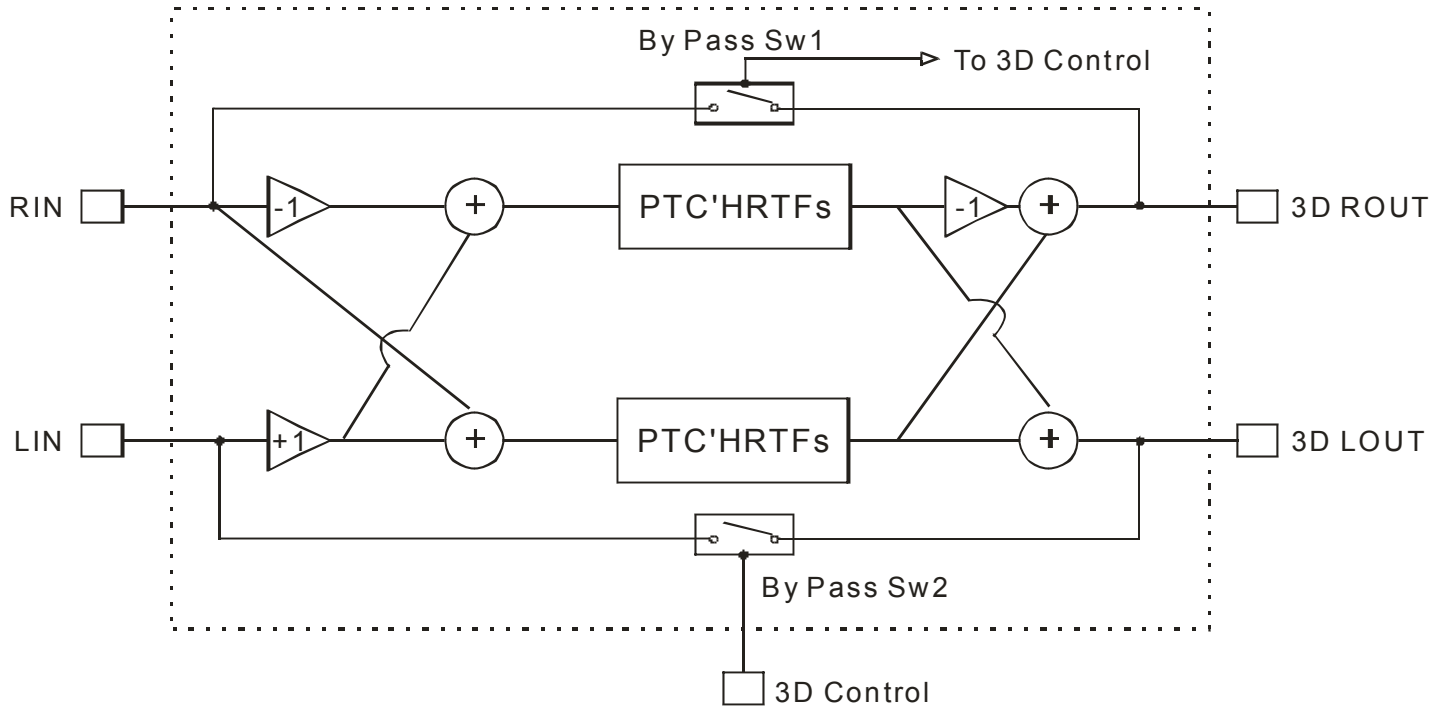 By Pass Sw1
To 3D Control
RIN
-1
+
PTC'HRTFs
-1
+
3D ROUT
LIN
+1
+
PTC'HRTFs
+
3D LOUT
By Pass Sw2
3D Control